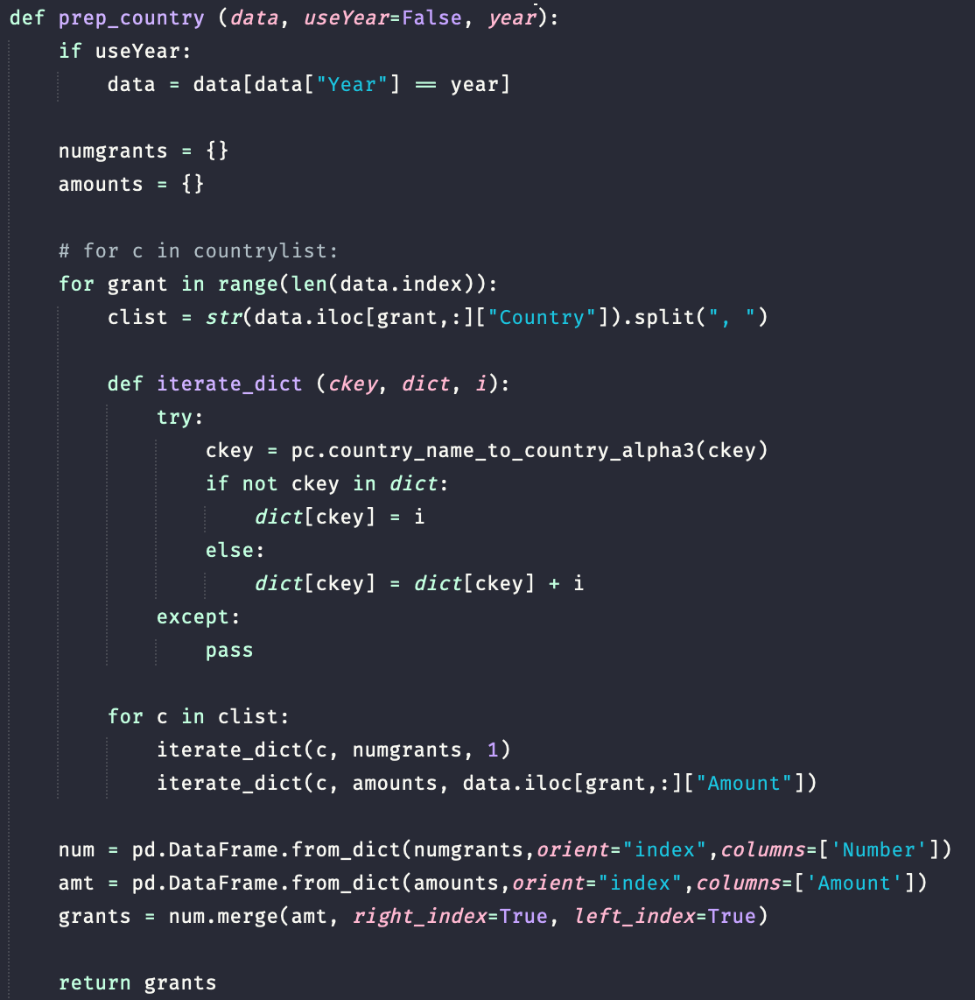 def prep_country (data, useYear=False, year):
    if useYear:
        data = data[data["Year"] == year]

    numgrants = {}
    amounts = {}

    # for c in countrylist:
    for grant in range(len(data.index)):
        clist = str(data.iloc[grant,:]["Country"]).split(", ")

        def iterate_dict (ckey, dict, i):
            try:
                ckey = pc.country_name_to_country_alpha3(ckey)
                if not ckey in dict:
                    dict[ckey] = i
                else:
                    dict[ckey] = dict[ckey] + i
            except:
                pass

        for c in clist:
            iterate_dict(c, numgrants, 1)
            iterate_dict(c, amounts, data.iloc[grant,:]["Amount"])

    num = pd.DataFrame.from_dict(numgrants,orient="index",columns=['Number'])
    amt = pd.DataFrame.from_dict(amounts,orient="index",columns=['Amount'])
    grants = num.merge(amt, right_index=True, left_index=True)

    return grants